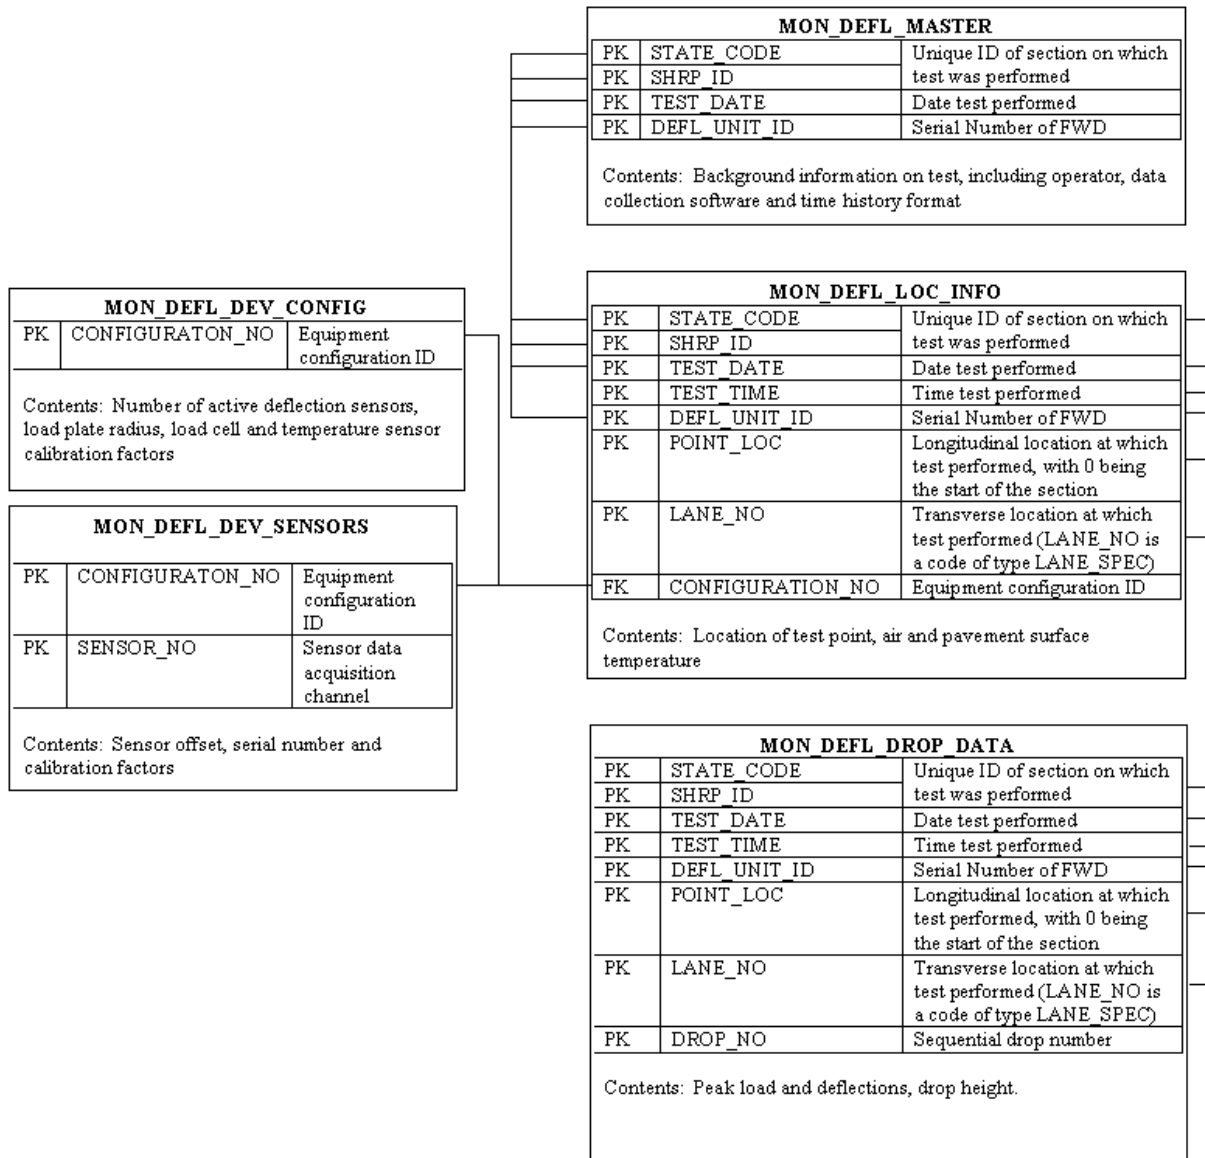 MON_DEFL_MASTER
PK STATE_CODE Unique ID of section on which
PK SHRP_ID test was performed
PK TEST_DATE Date test performed
PK DEFL_UNIT_ID Serial Number of FWD
Contents: Background information on test, including operator, data
collection software and time history format
MON_DEFL_DEV_CONFIG
PK CONFIGURATON_NO Equipment
configuration ID
Contents: Number of active deflection sensors,
load plate radius, load cell and temperature sensor
calibration factors
MON_DEFL_DEV_SENSORS
PK CONFIGURATON_NO Equipment
configuration
ID
PK SENSOR_NO Sensor data
acquisition
channel
Contents: Sensor offset, serial number and
calibration factors
MON_DEFL_LOC_INFO
PK STATE_CODE Unique ID of section on which
PK SHRP_ID test was performed
PK TEST_DATE Date test performed
PK TEST_TIME Time test performed
PK DEFL_UNIT_ID Serial Number of FWD
PK POINT_LOC Longitudinal location at which
test performed, with 0 being
the start of the section
PK LANE_NO Transverse location at which
test performed (LANE_NO is
a code of type LANE_SPEC)
FK CONFIGURATION_NO Equipment configuration ID
Contents: Location of test point, air and pavement surface
temperature
MON_DEFL_DROP_DATA
PK STATE_CODE Unique ID of section on which
PK SHRP_ID test was performed
PK TEST_DATE Date test performed
PK TEST_TIME Time test performed
PK DEFL_UNIT_ID Serial Number of FWD
PK POINT_LOC Longitudinal location at which
test performed, with 0 being
the start of the section
PK LANE_NO Transverse location at which
test performed (LANE_NO is
a code of type LANE_SPEC)
PK DROP_NO Sequential drop number
Contents: Peak load and deflections, drop height.